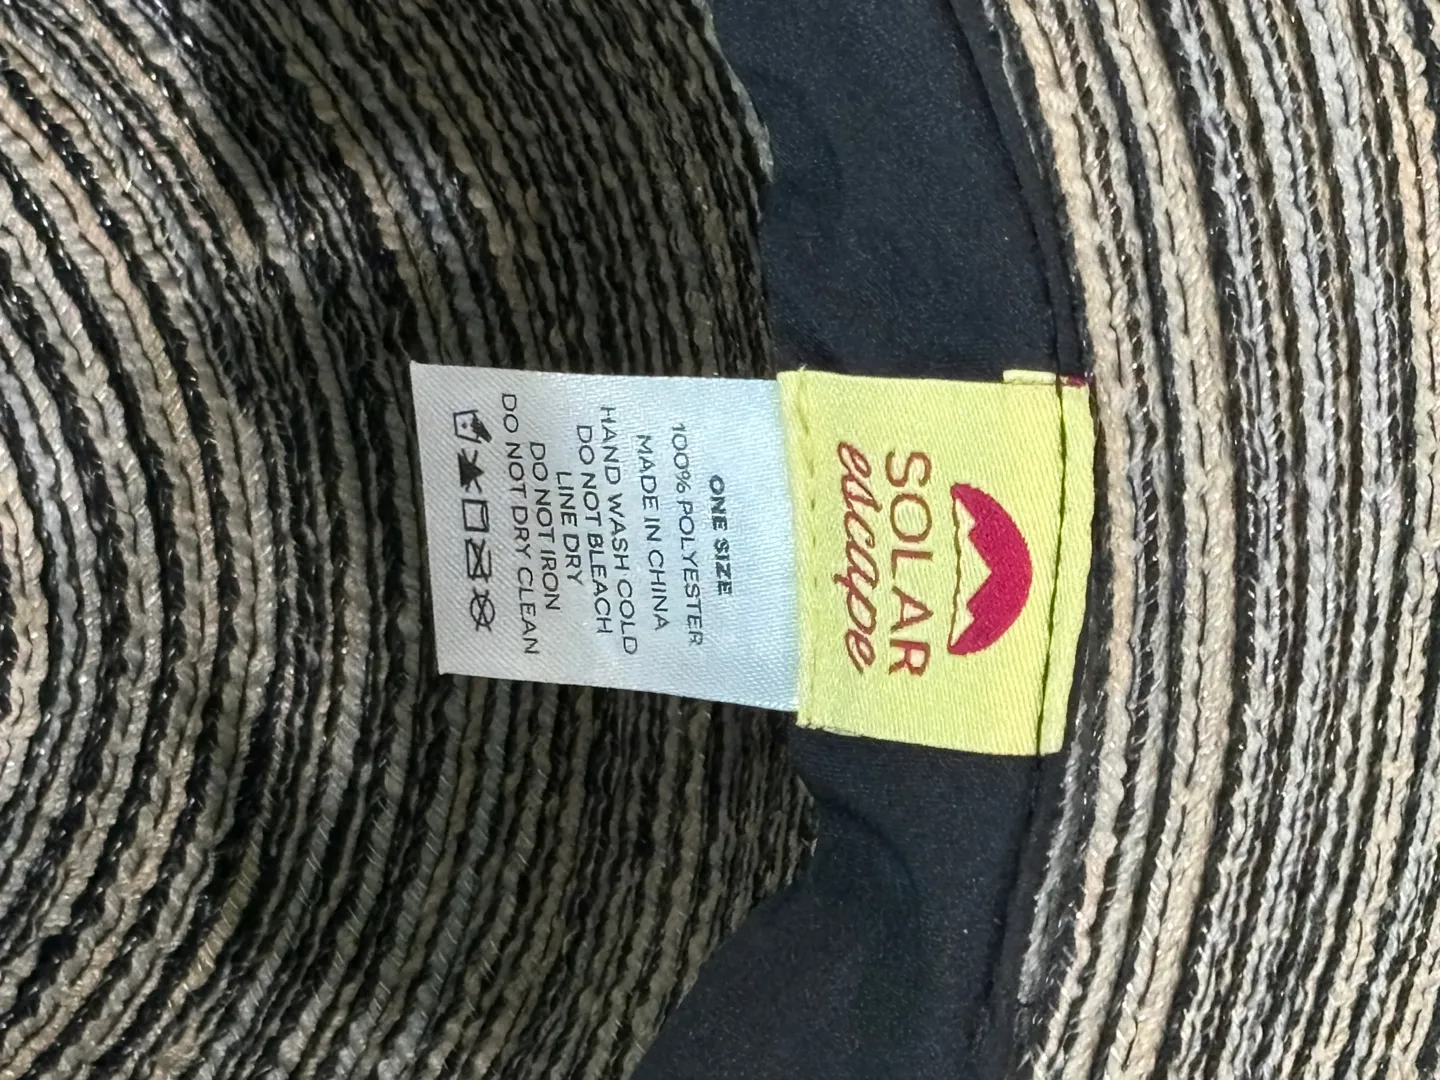 SOLAR
escape
ONE SIZE
100% POLYESTER
MADE IN CHINA
HAND WASH COLD
DO NOT BLEACH
LINE DRY
DO NOT IRON
DO NOT DRY CLEAN